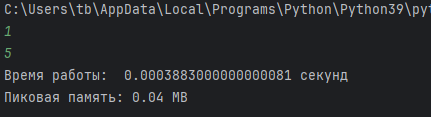 C:\Users\tb\AppData\Local\Programs\Python\Python39\py
1
5
Время работы:  0.0003883000000000081 секунд
Пиковая память: 0.04 MB